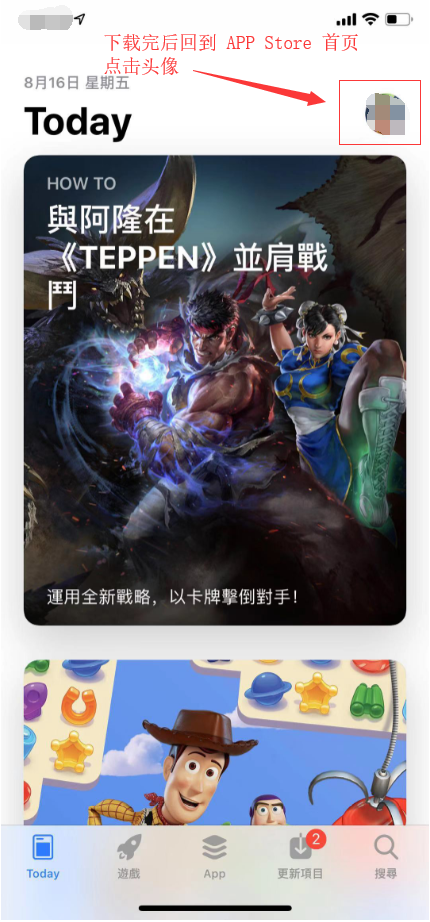 下载完后回到 APP Store 首页
点击头像
8月16日 星期五
Today
HOW TO
與阿隆在
《TEPPEN》並肩戰
鬥
運用全新戰略，以卡牌擊倒對手！
2
Today
遊戲
App
更新項目
搜尋